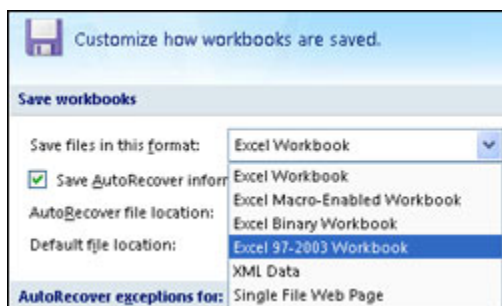 Customize how workbooks are saved.
Save workbooks
Save files in this format: Excel Workbook
Save AutoRecover infor Excel Workbook
Excel Macro-Enabled Workbook
AutoRecover file location:
Excel Binary Workbook
Default file location: Excel 97-2003 Workbook
XML Data
AutoRecover exceptions for: Single File Web Page